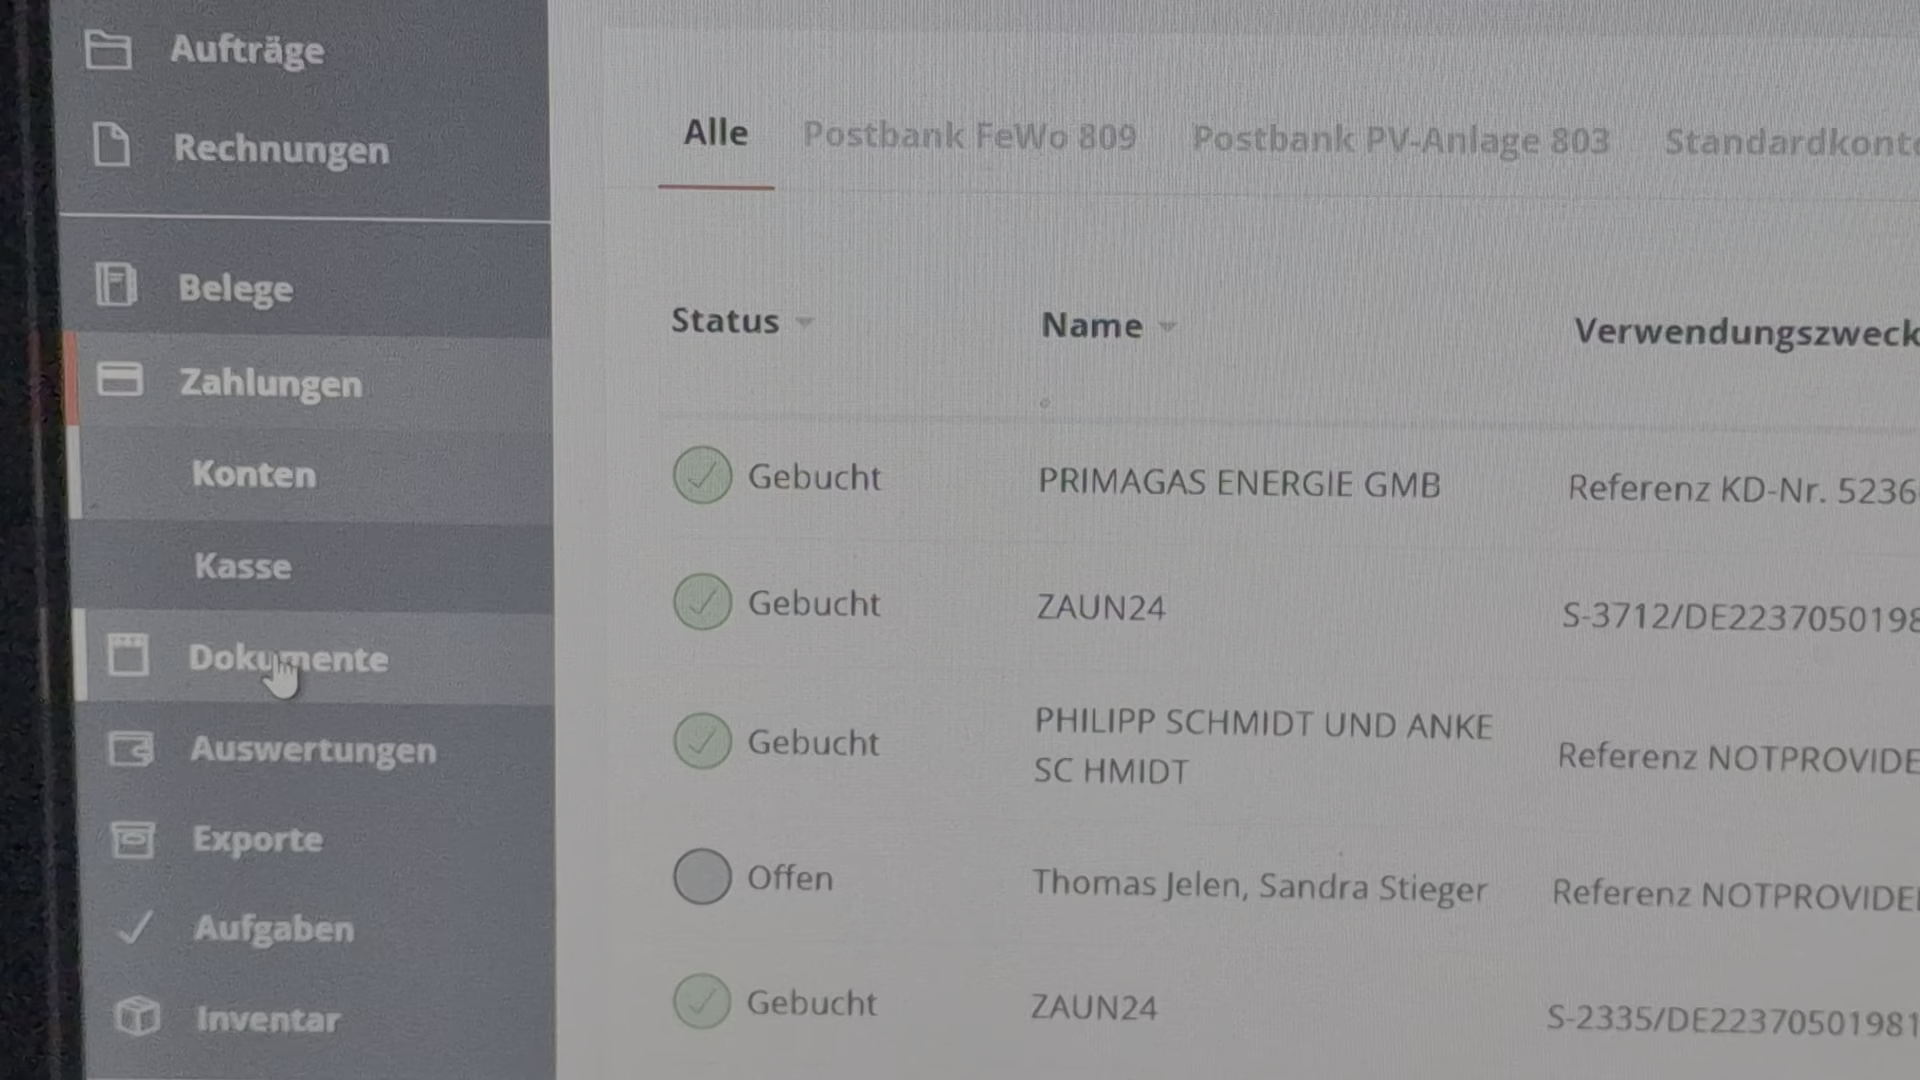 Aufträge
Rechnungen
Belege
Zahlungen
Konten
Kasse
Dokumente
Auswertungen
Exporte
Aufgaben
Inventar
Alle Postbank FeWo 809 Postbank PV-Anlage 803 Standardkonto
Status Name Verwendungszweck
Gebucht PRIMAGAS ENERGIE GMB Referenz KD-Nr. 5236
Gebucht ZAUN24 S-3712/DE2237050198
Gebucht PHILIPP SCHMIDT UND ANKE
SC HMIDT Referenz NOTPROVIDE
Offen Thomas Jelen, Sandra Stieger Referenz NOTPROVIDE
Gebucht ZAUN24 S-2335/DE22370501981